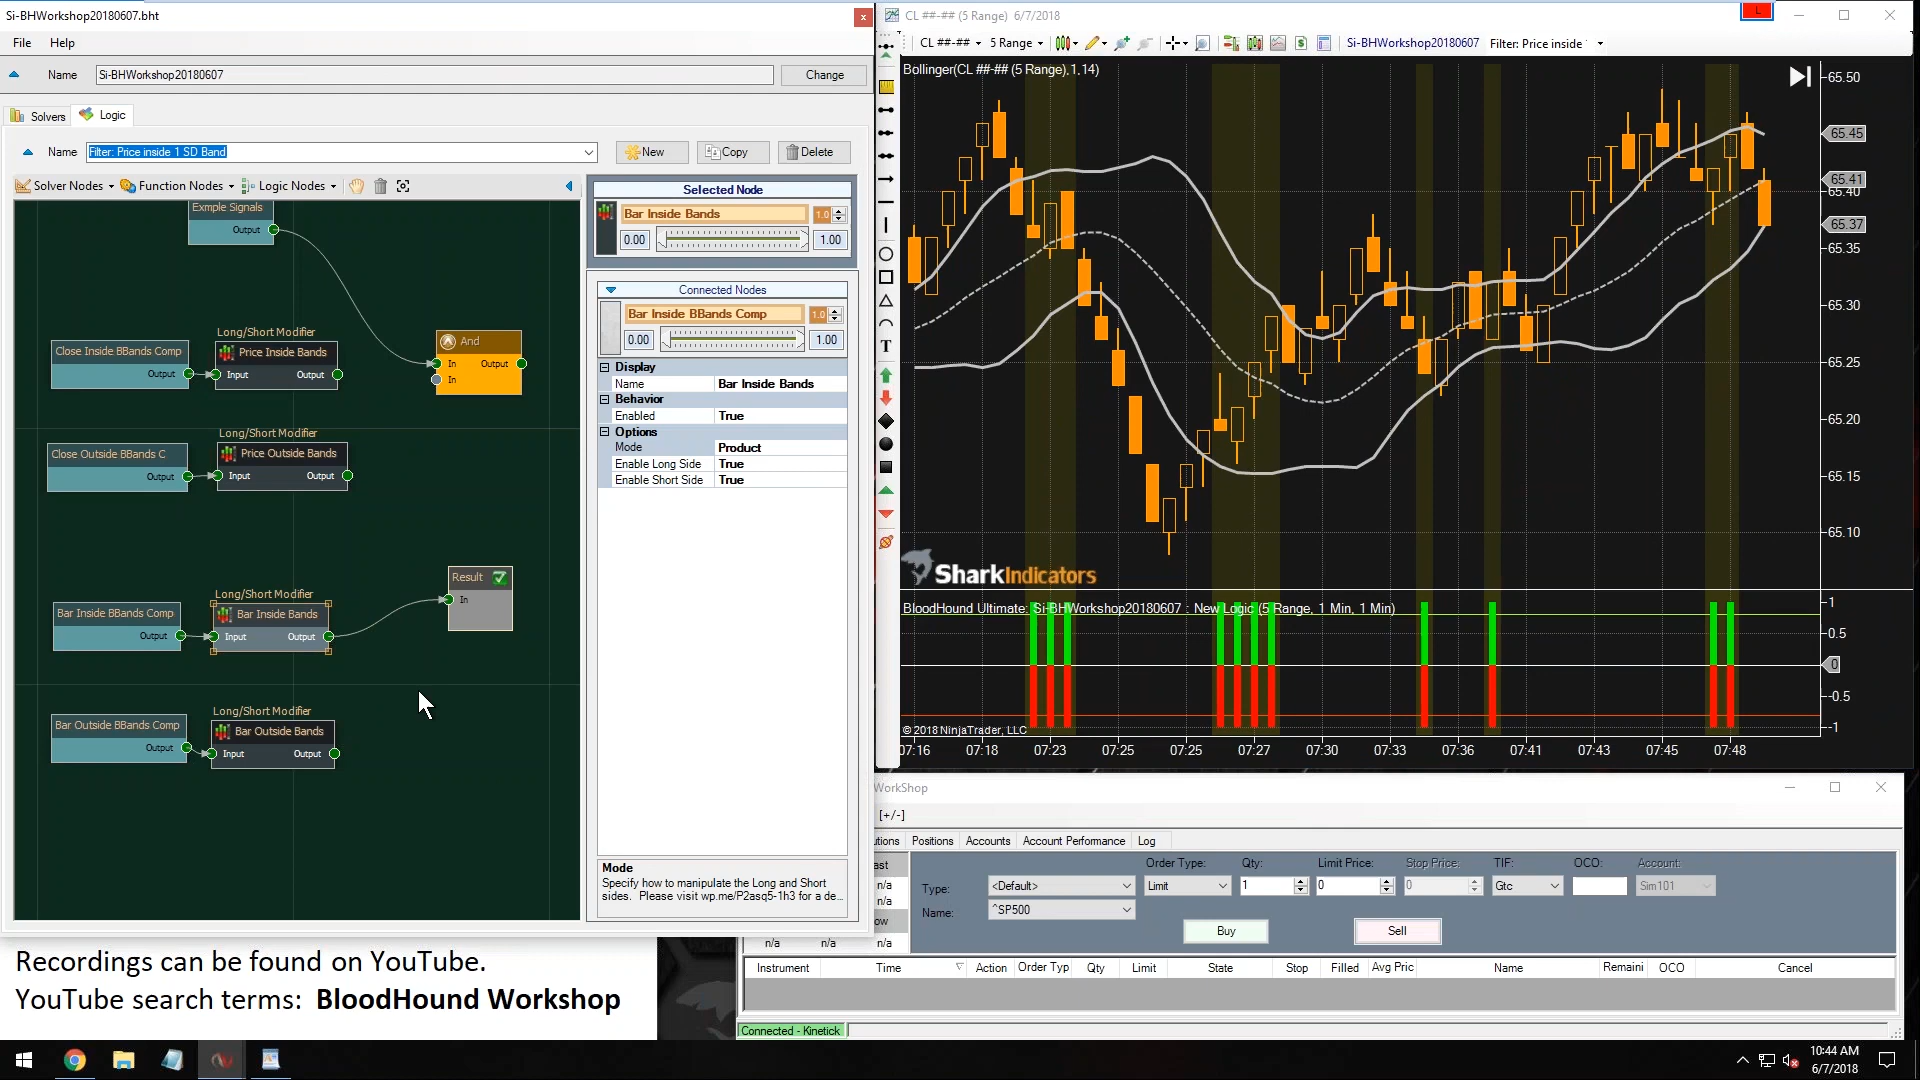 Si-BHWorkshop20180607.bht
File Help
Name Si-BHWorkshop20180607 Change
Solvers Logic
Name Filter: Price inside 1 SD Band New Copy Delete
Solver Nodes Function Nodes Logic Nodes
Exmple Signals
Output
Long/Short Modifier
Close Inside BBands Comp
Output
Price Inside Bands
Input Output
And
In Output
In
Long/Short Modifier
Close Outside BBands C
Output
Price Outside Bands
Input Output
Long/Short Modifier
Bar Inside BBands Comp
Output
Bar Inside Bands
Input Output
Result
In
Long/Short Modifier
Bar Outside BBands Comp
Output
Bar Outside Bands
Input Output
Selected Node
Bar Inside Bands 1.0
0.00 1.00
Connected Nodes
Bar Inside BBands Comp 1.0
0.00 1.00
Display
Name Bar Inside Bands
Behavior
Enabled True
Options
Mode Product
Enable Long Side True
Enable Short Side True
Mode
Specify how to manipulate the Long and Short
sides. Please visit wp.me/P2asq5-1h3 for a de...
Recordings can be found on YouTube.
YouTube search terms: BloodHound Workshop
CL ##-## (5 Range) 6/7/2018
L
CL ##-## 5 Range Si-BHWorkshop20180607 Filter: Price inside
T
Bollinger(CL ##-## (5 Range),1,14)
65.50
65.45
65.41
65.40
65.37
65.35
65.30
65.25
65.20
65.15
65.10
SharkIndicators
BloodHound Ultimate: Si-BHWorkshop20180607 : New Logic (5 Range, 1 Min, 1 Min)
1
0.5
0
-0.5
-1
© 2018 NinjaTrader, LLC
07:16 07:18 07:23 07:25 07:25 07:27 07:30 07:33 07:36 07:41 07:43 07:45 07:48
WorkShop
[+/-]
utions Positions Accounts Account Performance Log
ast
n/a
n/a
ow
n/a n/a n/a
Order Type: Qty: Limit Price: Stop Price: TIF: OCO: Account:
Type: <Default> Limit 1 0 0 Gtc Sim101
Name: ^SP500
Buy Sell
Instrument Time Action Order Typ Qty Limit State Stop Filled Avg Pric Name Remaini OCO Cancel
Connected - Kinetick
10:44 AM
6/7/2018